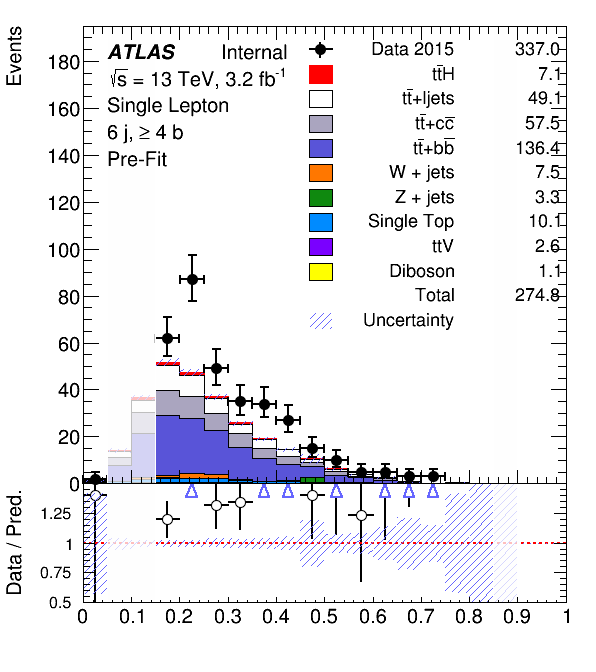 Events
ATLAS Internal
√s = 13 TeV, 3.2 fb⁻¹
Single Lepton
6 j, ≥ 4 b
Pre-Fit
Data 2015 337.0
tt̄H 7.1
tt̄+ljets 49.1
tt̄+cc̄ 57.5
tt̄+bb̄ 136.4
W + jets 7.5
Z + jets 3.3
Single Top 10.1
ttV 2.6
Diboson 1.1
Total 274.8
Uncertainty
180
160
140
120
100
80
60
40
20
0
Data / Pred.
1.25
1
0.75
0.5
0 0.1 0.2 0.3 0.4 0.5 0.6 0.7 0.8 0.9 1